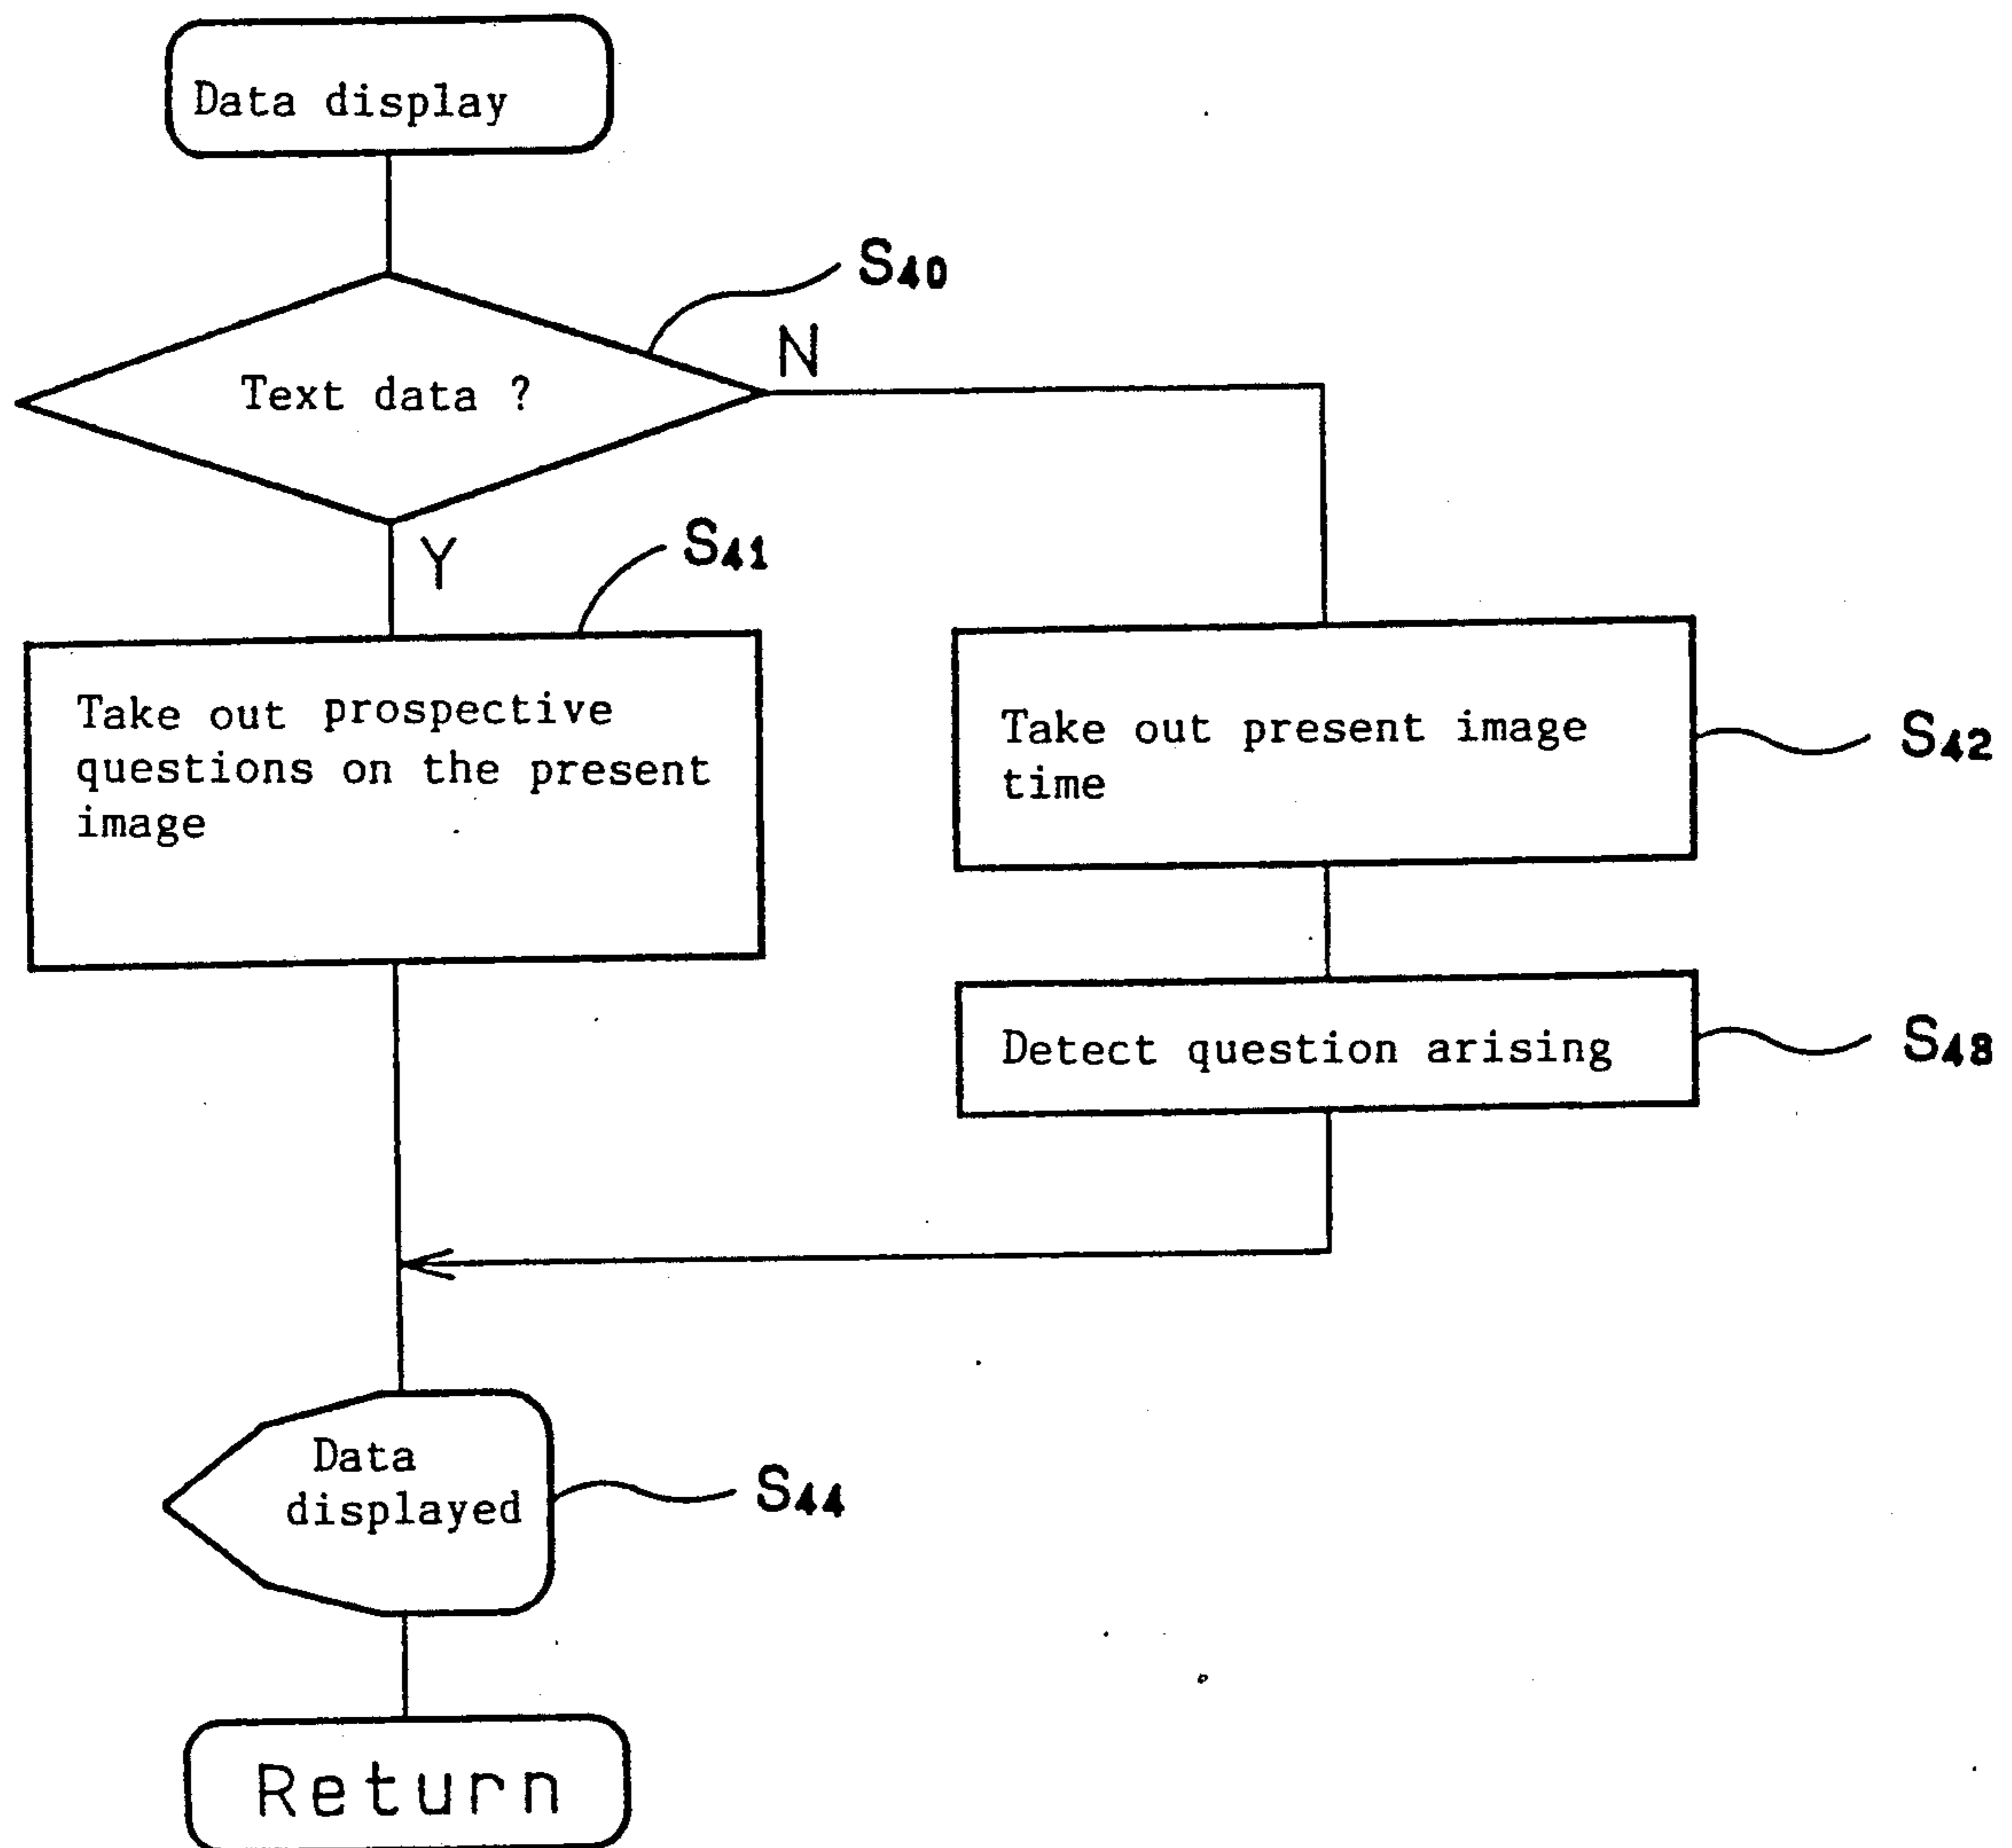 Data display
S40
Text data ?
N
Y
S41
Take out prospective
questions on the present
image
Take out present image
time
S42
Detect question arising
S48
Data
displayed
S44
Return